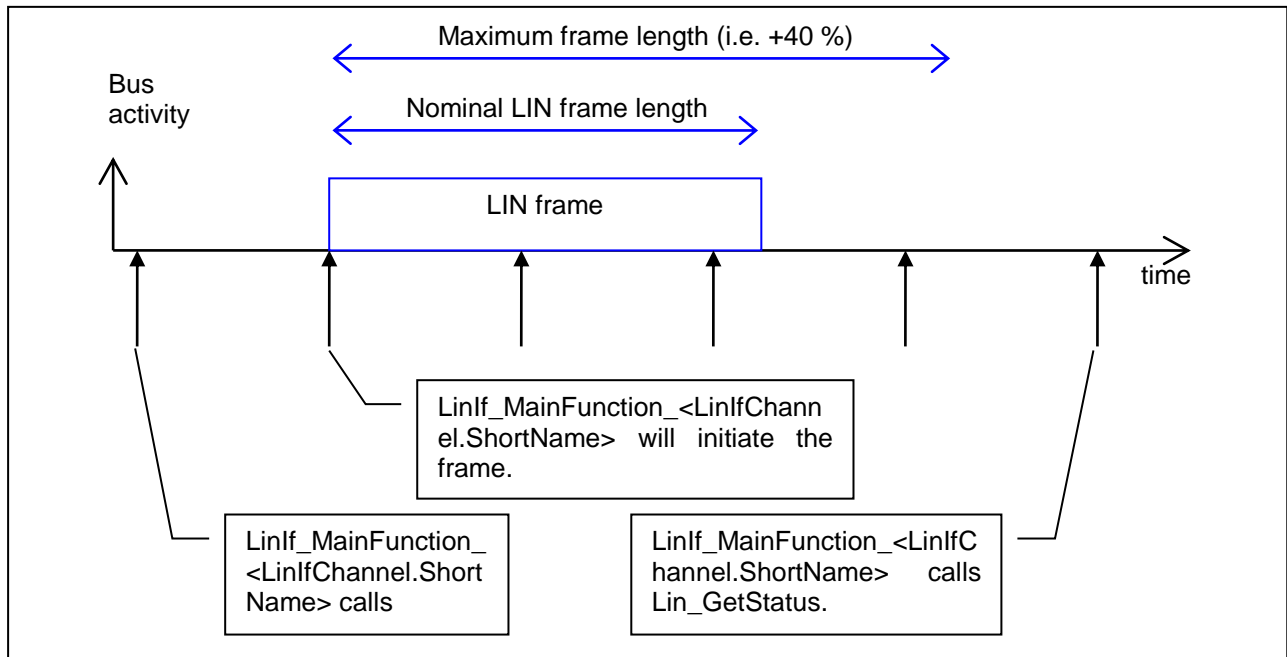 Maximum frame length (i.e. +40 %)
Bus
activity
Nominal LIN frame length
LIN frame
time
LinIf_MainFunction_<LinIfChann
el.ShortName> will initiate the
frame.
LinIf_MainFunction_
<LinIfChannel.Short
Name> calls
LinIf_MainFunction_<LinIfC
hannel.ShortName> calls
Lin_GetStatus.